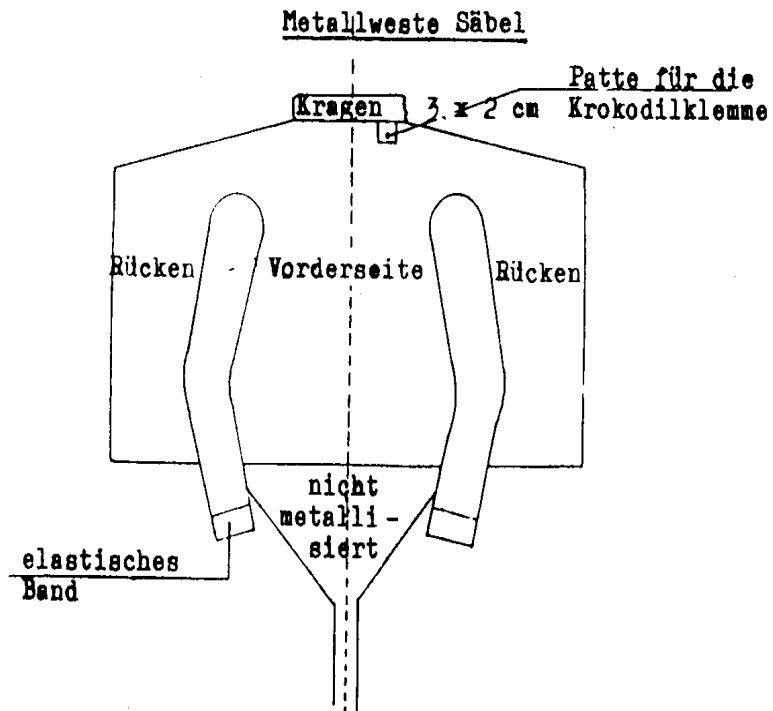 Metallweste Säbel
Patte für die
Kragen 3 x 2 cm Krokodilklemme
Rücken Vorderseite Rücken
nicht
metalli-
siert
elastisches
Band